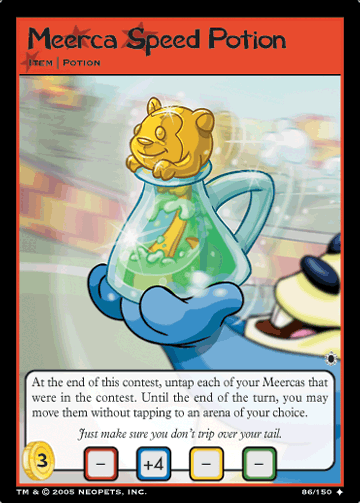 Meerca Speed Potion
Item | Potion
At the end of this contest, untap each of your Meercas that
were in the contest. Until the end of the turn, you may
move them without tapping to an arena of your choice.
Just make sure you don't trip over your tail.
3 – +4 – –
TM & © 2005 NEOPETS, INC. 86/150 ◆